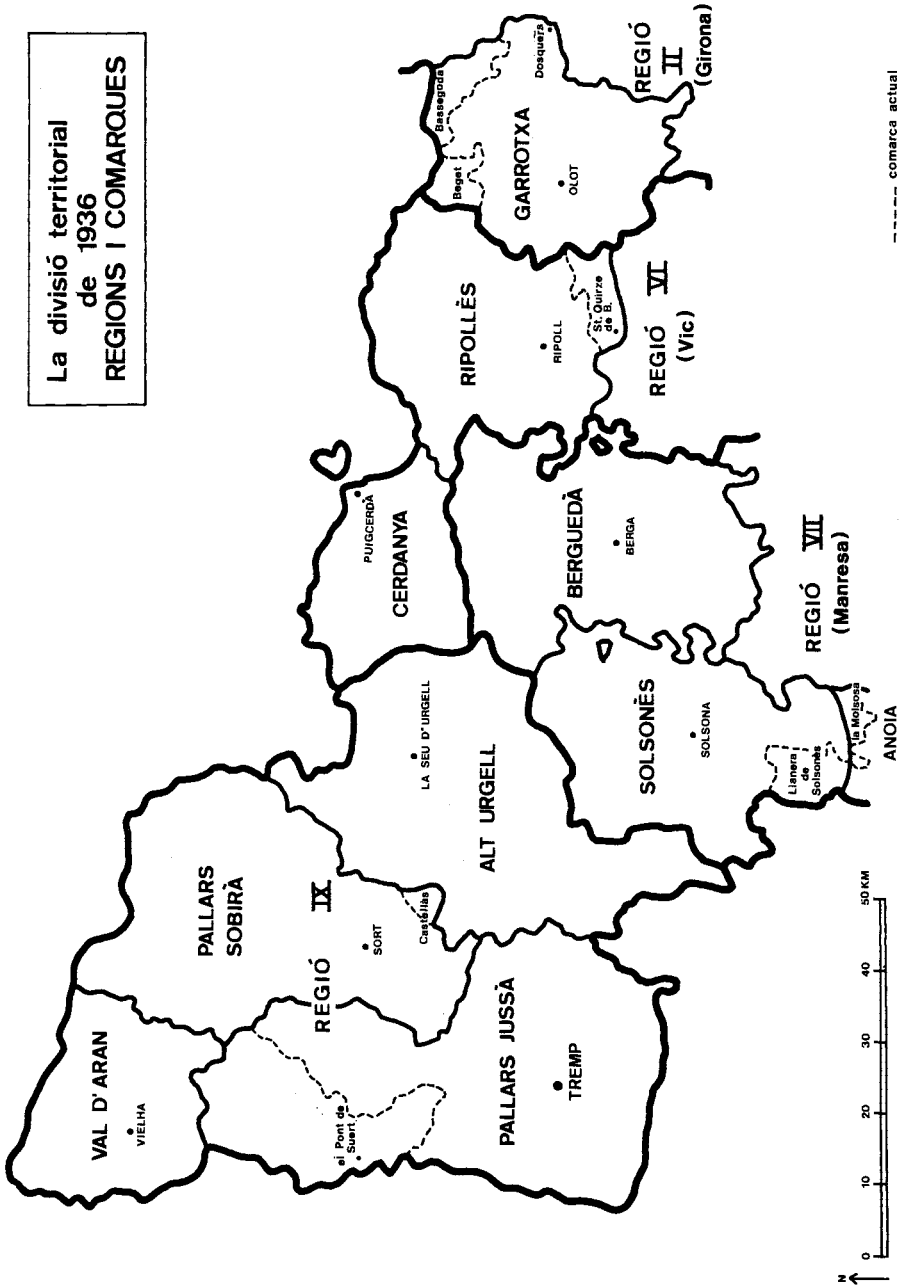 La divisió territorial
de 1936
REGIONS I COMARQUES
VAL D'ARAN
VIELHA
PALLARS
SOBIRÀ
REGIÓ IX
SORT
Castellàs
el Pont de
Suert
PALLARS JUSSÀ
TREMP
LA SEU D'URGELL
ALT URGELL
PUIGCERDÀ
CERDANYA
SOLSONÈS
SOLSONA
Llanera
de
Solsonès
la Molsosa
ANOIA
BERGUEDÀ
BERGA
REGIÓ VII
(Manresa)
RIPOLLÈS
RIPOLL
St. Quirze
de B.
REGIÓ VI
(Vic)
Bassegoda
Beget
Dosquers
GARROTXA
OLOT
REGIÓ
II
(Girona)
N
0 10 20 30 40 50 KM
---- comarca actual